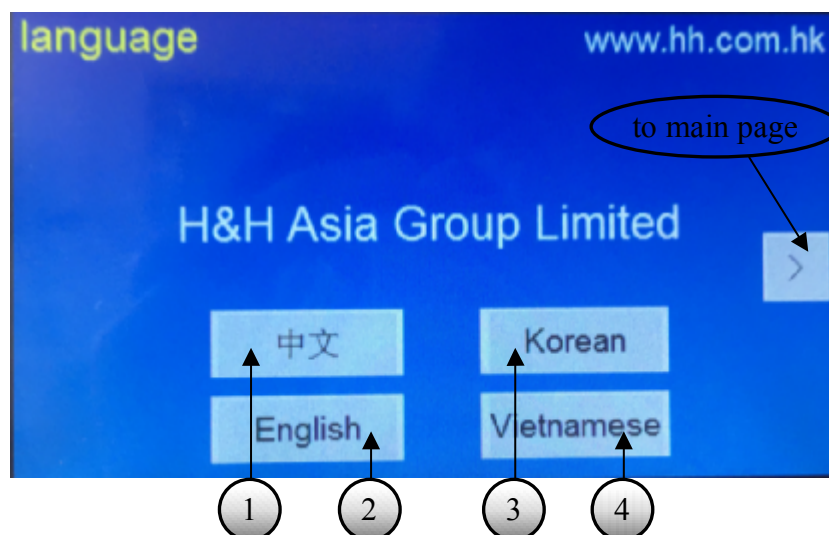 language
www.hh.com.hk
to main page
H&H Asia Group Limited
>
中文
Korean
English
Vietnamese
1
2
3
4